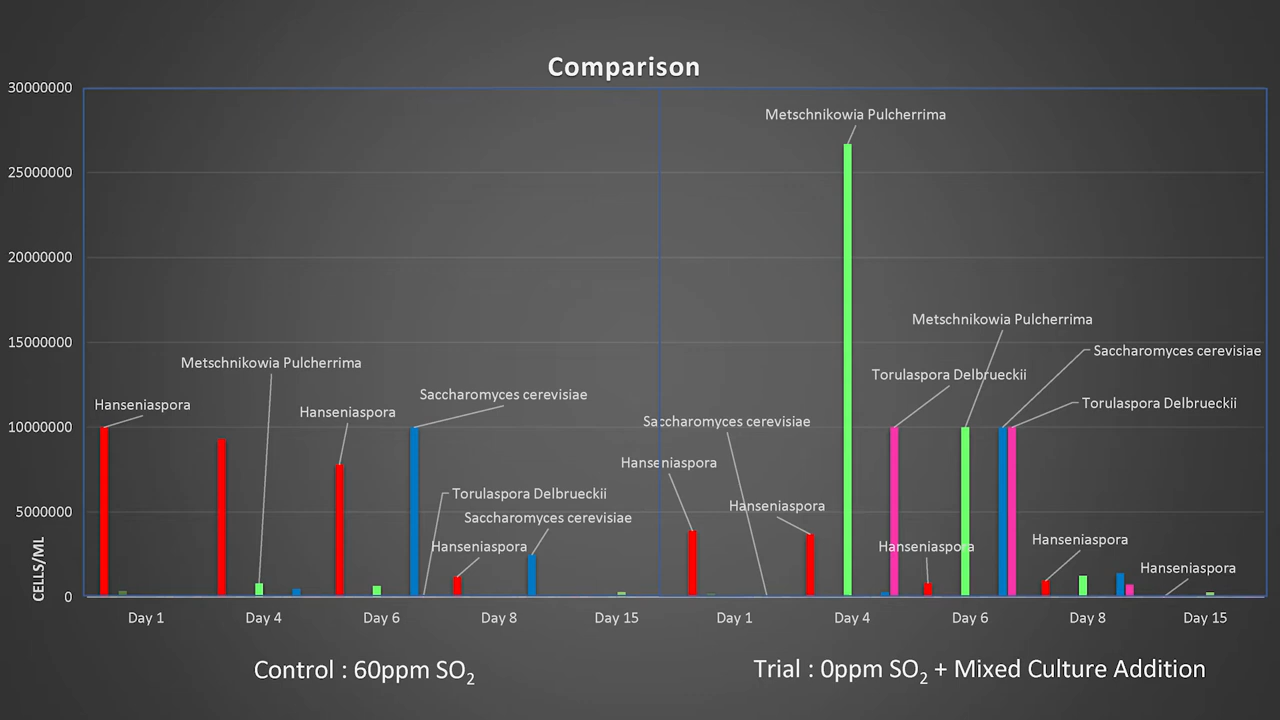 Comparison
30000000
Metschnikowia Pulcherrima
25000000
20000000
Metschnikowia Pulcherrima
15000000
Saccharomyces cerevisiae
Metschnikowia Pulcherrima
Torulaspora Delbrueckii
Saccharomyces cerevisiae
Hanseniaspora
Torulaspora Delbrueckii
Hanseniaspora
Saccharomyces cerevisiae
10000000
Hanseniaspora
Torulaspora Delbrueckii
Hanseniaspora
5000000
Saccharomyces cerevisiae
Hanseniaspora
Hanseniaspora
Hanseniaspora
Hanseniaspora
CELLS/ML
0
Day 1 Day 4 Day 6 Day 8 Day 15 Day 1 Day 4 Day 6 Day 8 Day 15
Control : 60ppm SO₂
Trial : 0ppm SO₂ + Mixed Culture Addition